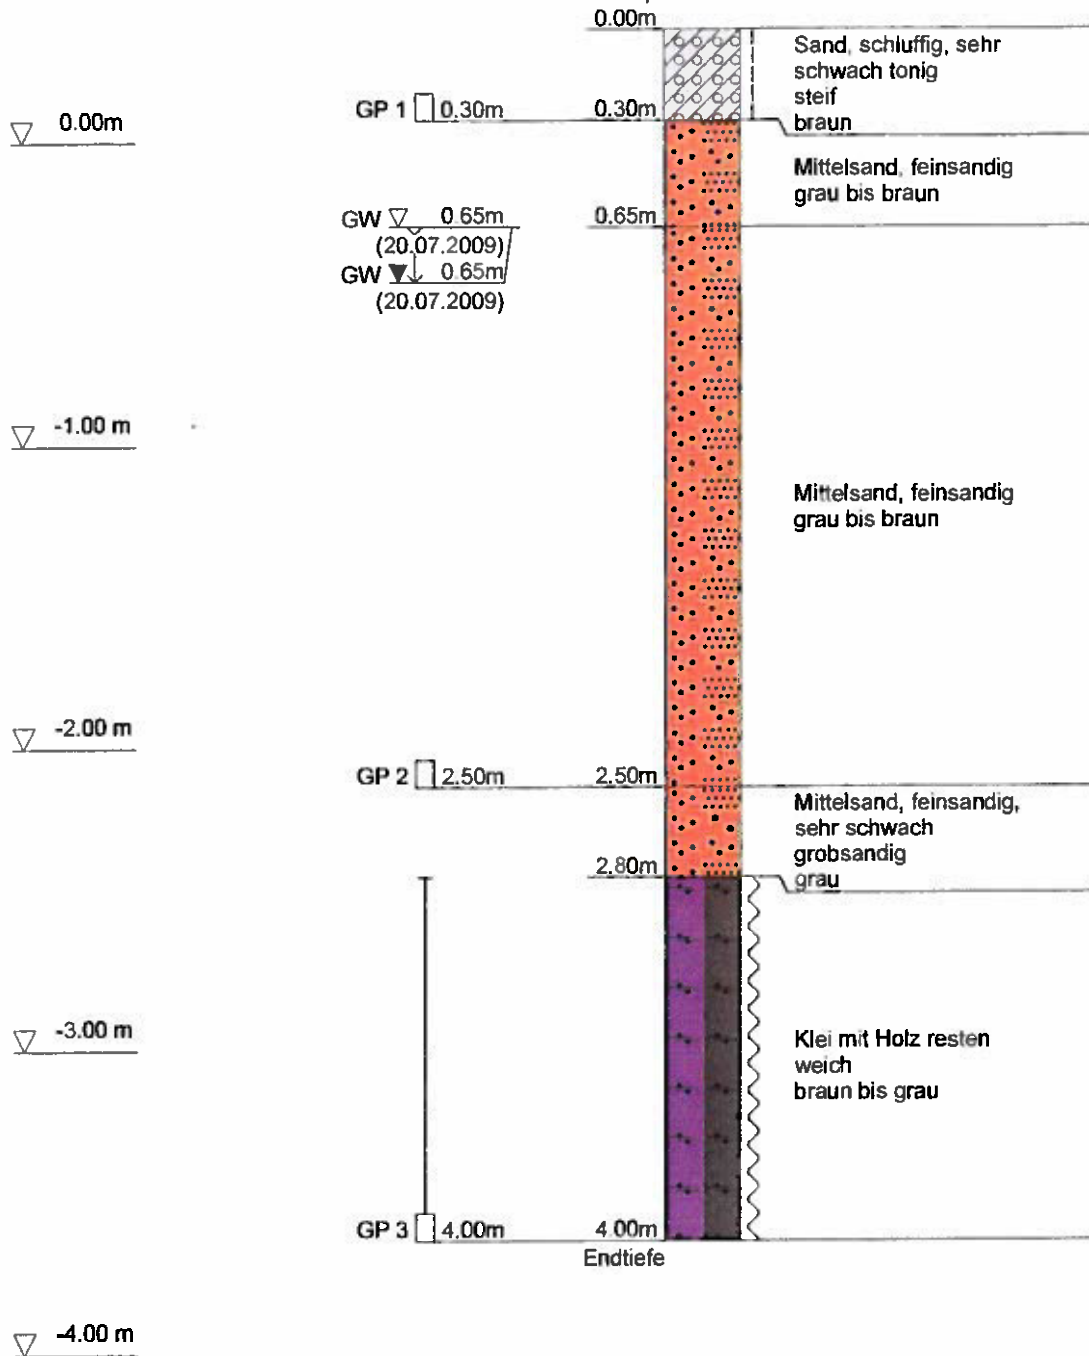 0.00m
Sand, schluffig, sehr
schwach tonig
steif
braun
GP 1 0.30m
0.30m
0.00m
Mittelsand, feinsandig
grau bis braun
GW 0.65m
(20.07.2009)
GW 0.65m
(20.07.2009)
0.65m
-1.00 m
Mittelsand, feinsandig
grau bis braun
-2.00 m
GP 2 2.50m
2.50m
Mittelsand, feinsandig,
sehr schwach
grobsandig
grau
2.80m
-3.00 m
Klei mit Holz resten
weich
braun bis grau
GP 3 4.00m
4.00m
Endtiefe
-4.00 m